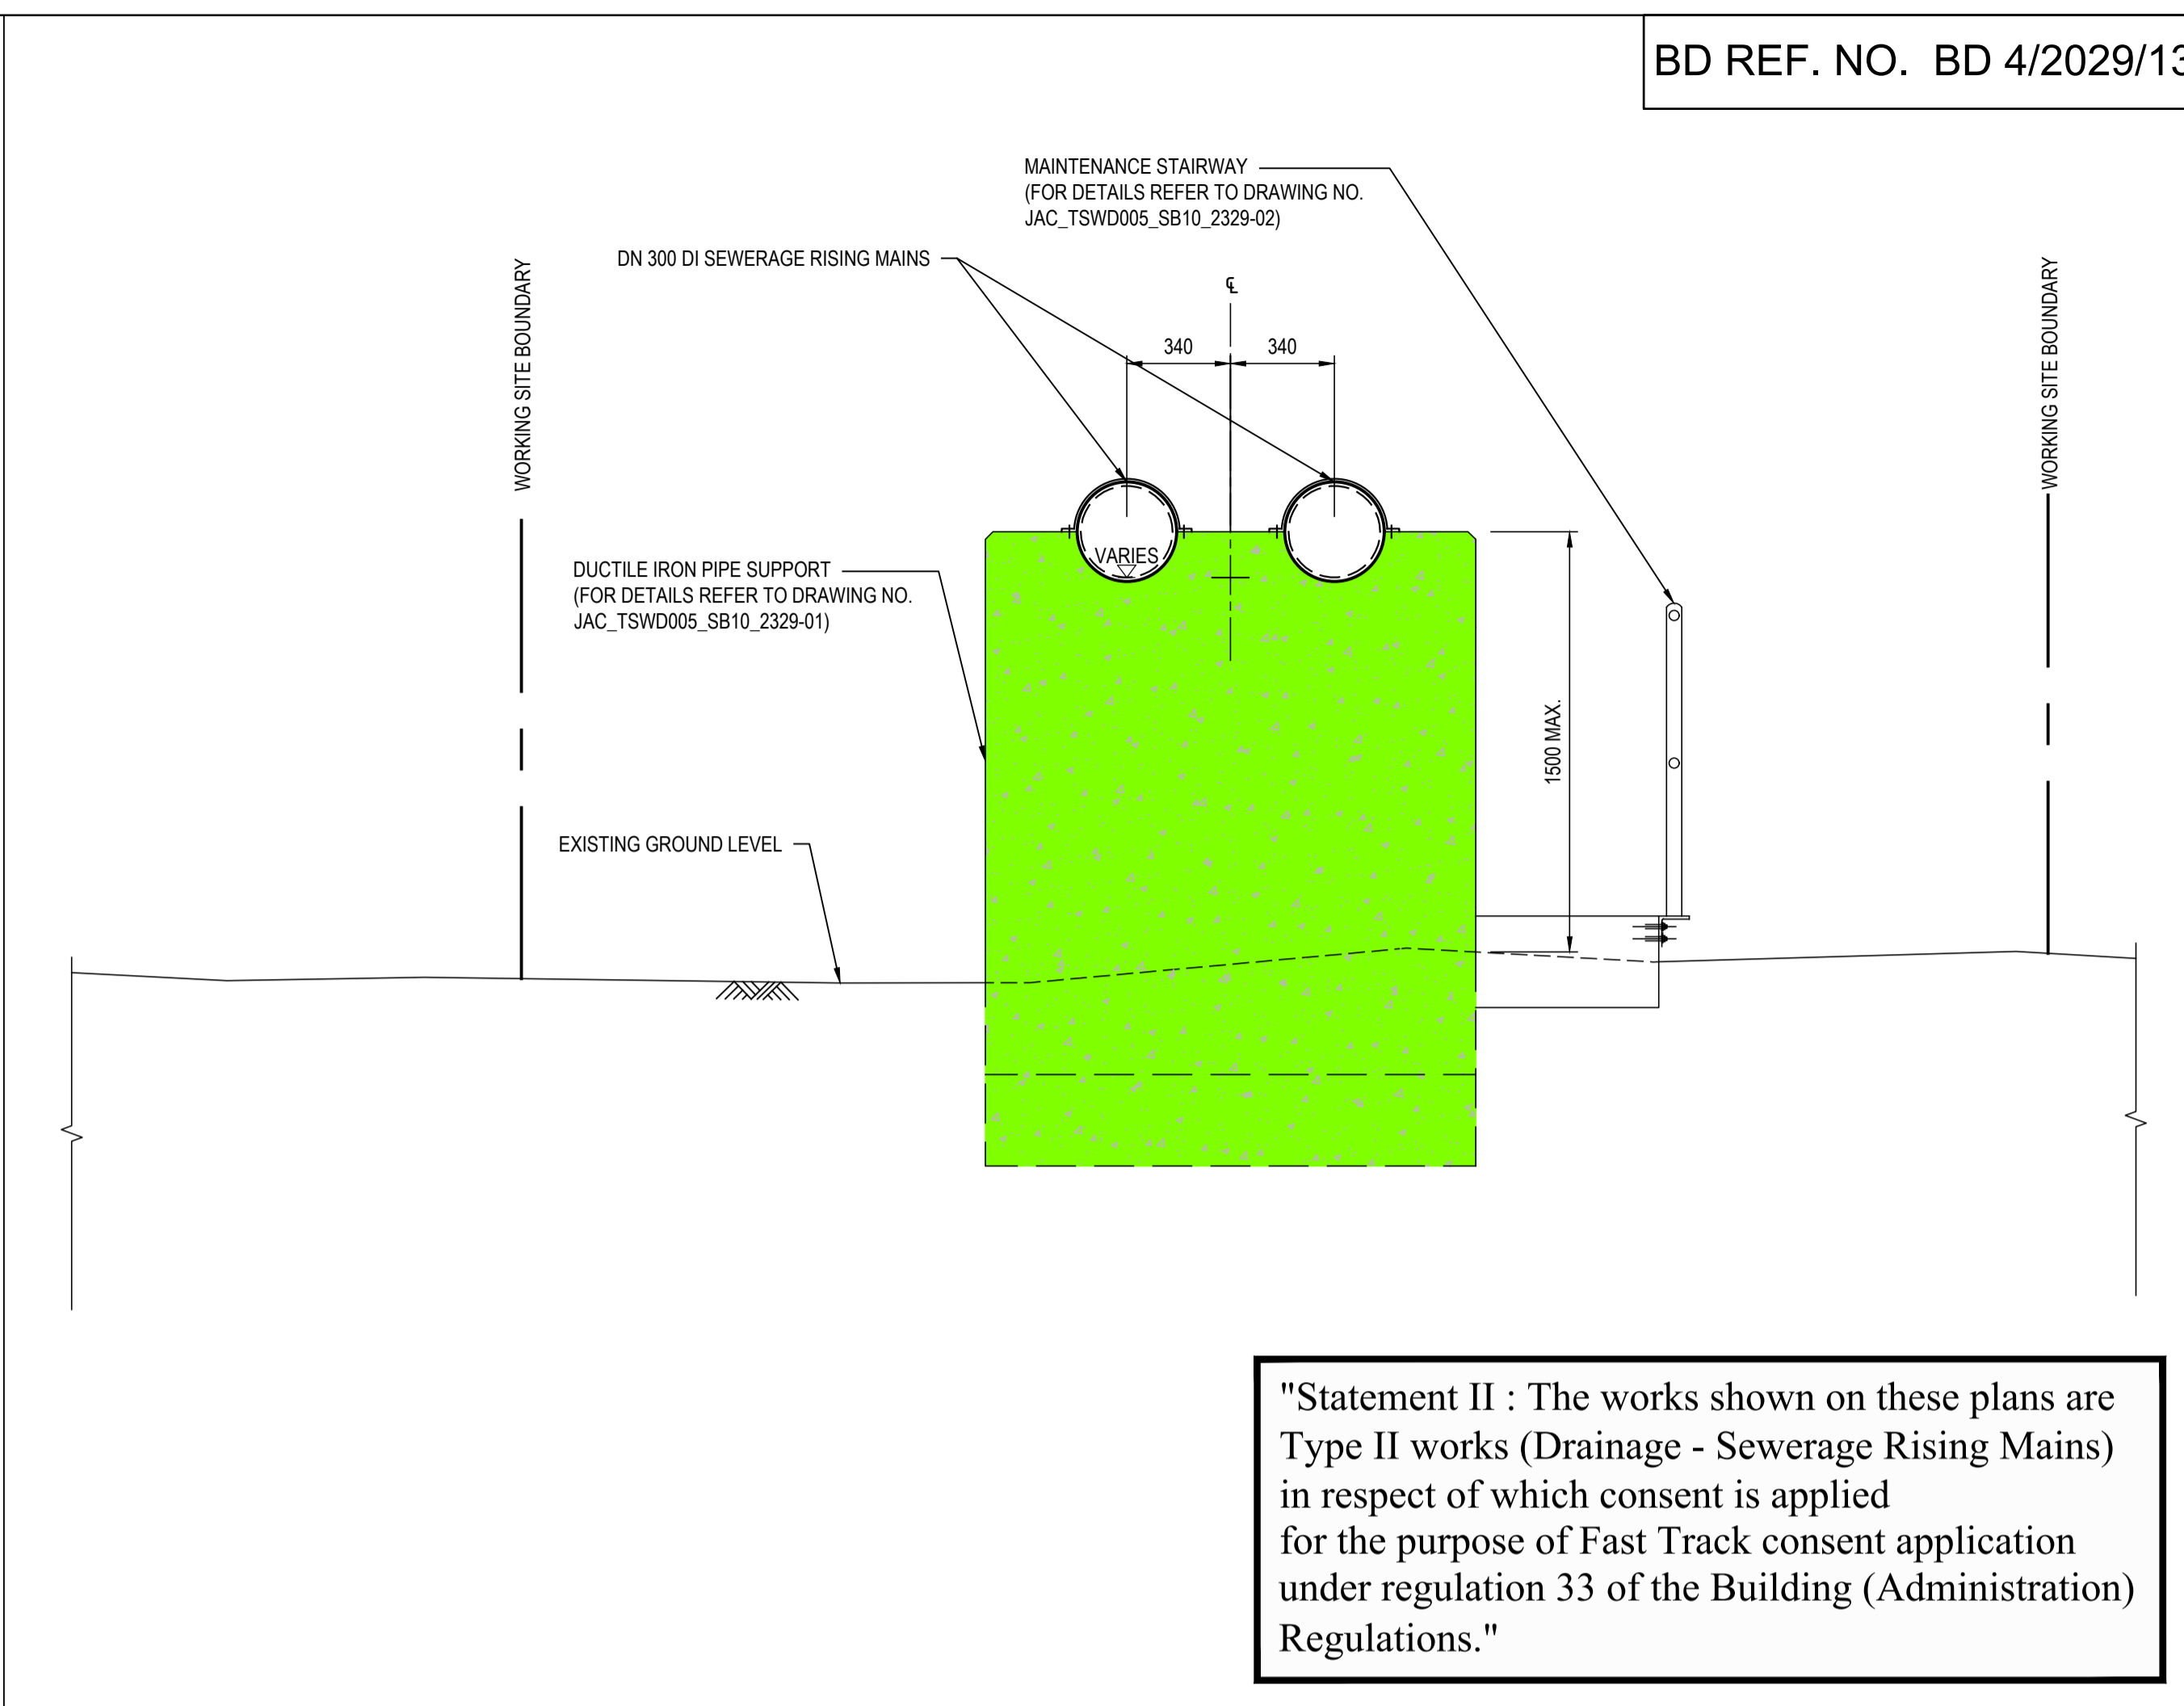 BD REF. NO. BD 4/2029/13
MAINTENANCE STAIRWAY
(FOR DETAILS REFER TO DRAWING NO.
JAC_TSWD005_SB10_2329-02)
DN 300 DI SEWERAGE RISING MAINS
℄
WORKING SITE BOUNDARY
WORKING SITE BOUNDARY
340
340
VARIES
DUCTILE IRON PIPE SUPPORT
(FOR DETAILS REFER TO DRAWING NO.
JAC_TSWD005_SB10_2329-01)
1500 MAX.
EXISTING GROUND LEVEL
"Statement II : The works shown on these plans are
Type II works (Drainage - Sewerage Rising Mains)
in respect of which consent is applied
for the purpose of Fast Track consent application
under regulation 33 of the Building (Administration)
Regulations."